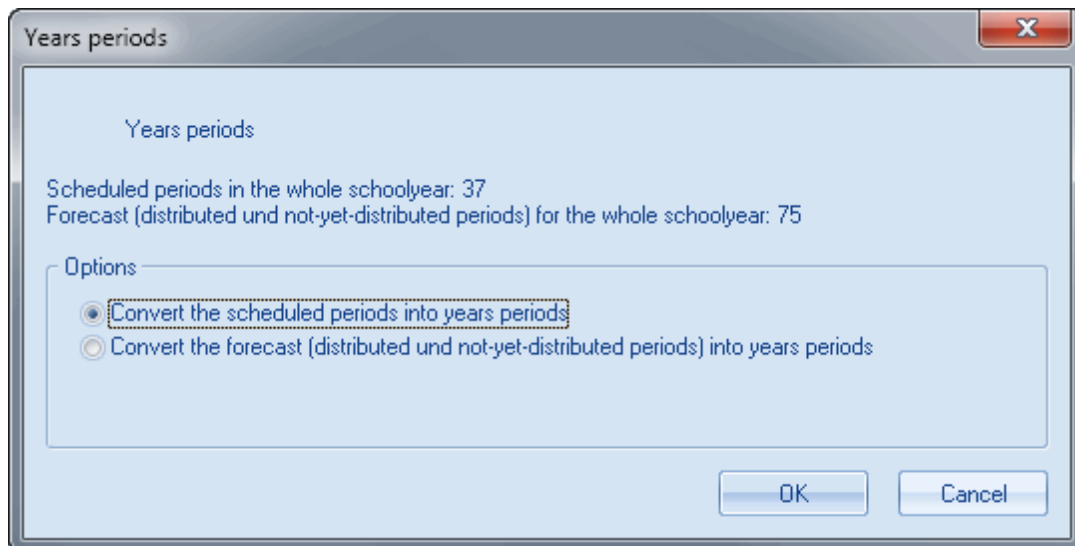 Years periods
Years periods
Scheduled periods in the whole schoolyear: 37
Forecast (distributed und not-yet-distributed periods) for the whole schoolyear: 75
Options
Convert the scheduled periods into years periods
Convert the forecast (distributed und not-yet-distributed periods) into years periods
OK Cancel